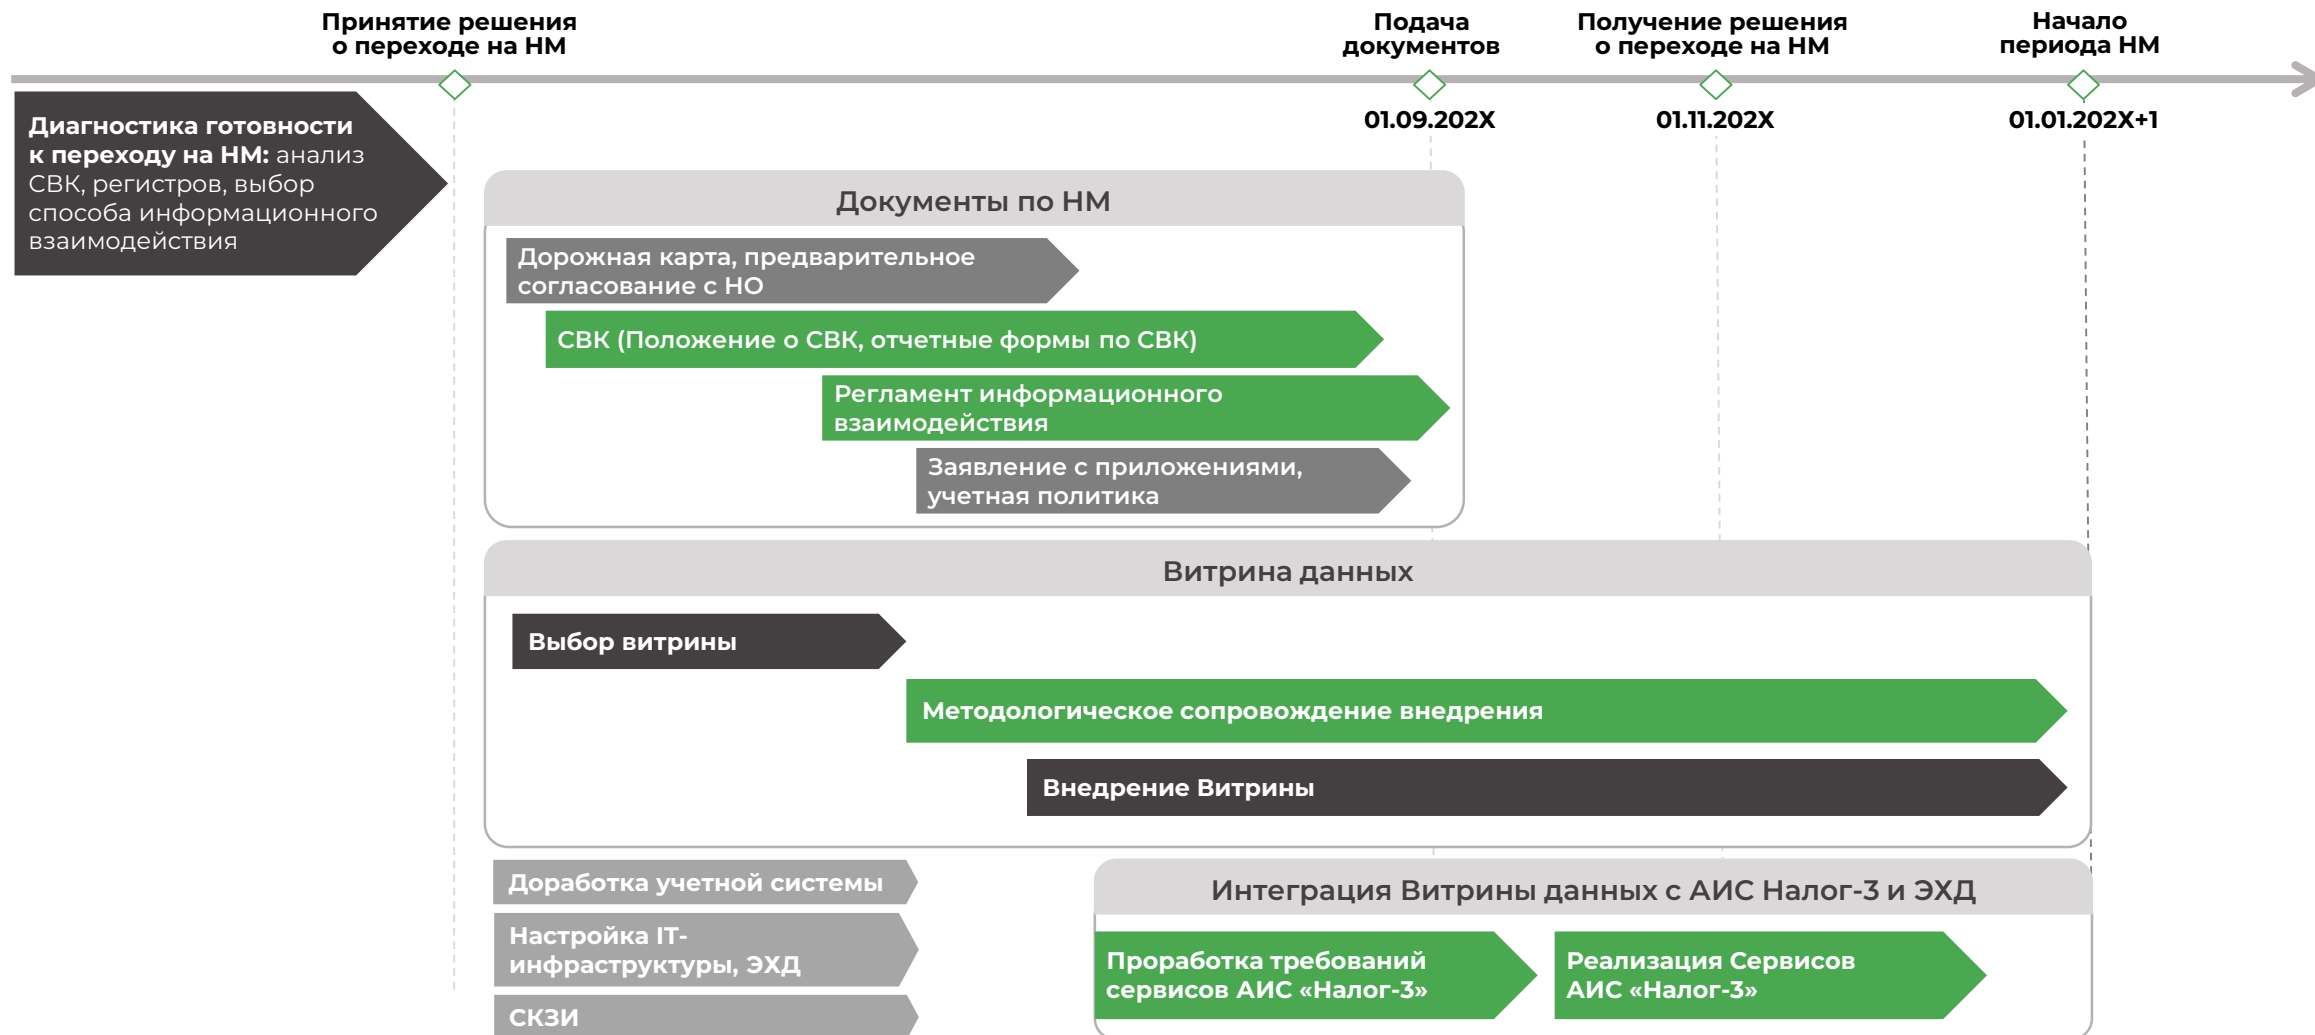 Принятие решения
о переходе на НМ
Подача
документов
Получение решения
о переходе на НМ
Начало
периода НМ
01.09.202X
01.11.202X
01.01.202X+1
Диагностика готовности
к переходу на НМ: анализ
СВК, регистров, выбор
способа информационного
взаимодействия
Документы по НМ
Дорожная карта, предварительное
согласование с НО
СВК (Положение о СВК, отчетные формы по СВК)
Регламент информационного
взаимодействия
Заявление с приложениями,
учетная политика
Витрина данных
Выбор витрины
Методологическое сопровождение внедрения
Внедрение Витрины
Доработка учетной системы
Настройка IT-
инфраструктуры, ЭХД
СКЗИ
Интеграция Витрины данных с АИС Налог-3 и ЭХД
Проработка требований
сервисов АИС «Налог-3»
Реализация Сервисов
АИС «Налог-3»